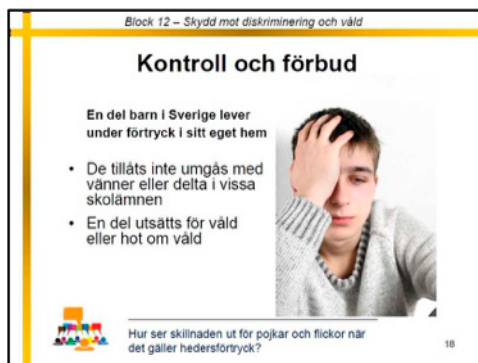 Block 12 – Skydd mot diskriminering och våld
Kontroll och förbud
En del barn i Sverige lever
under förtryck i sitt eget hem
• De tillåts inte umgås med
vänner eller delta i vissa
skolämnen
• En del utsätts för våld
eller hot om våld
Hur ser skillnaden ut för pojkar och flickor när
det gäller hedersförtryck?
18